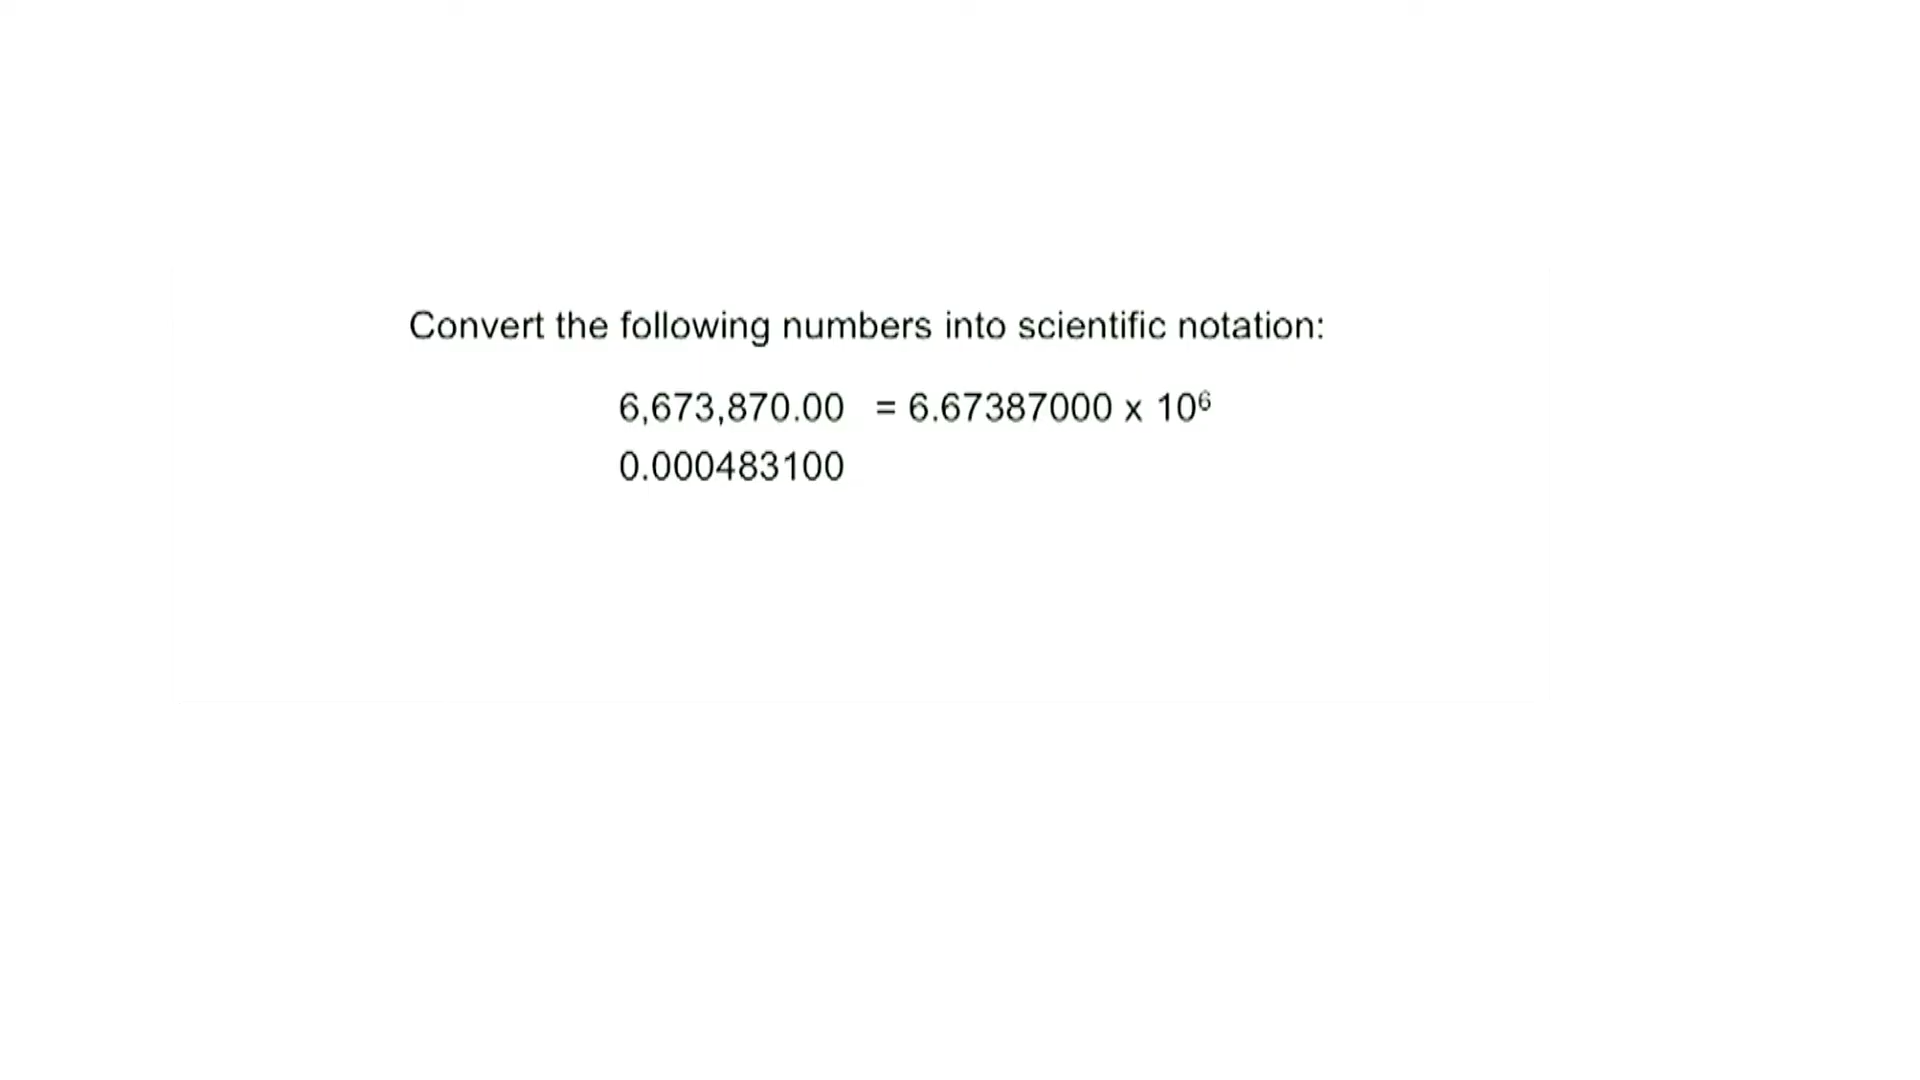 Convert the following numbers into scientific notation:
6,673,870.00 = 6.67387000 x 10⁶
0.000483100